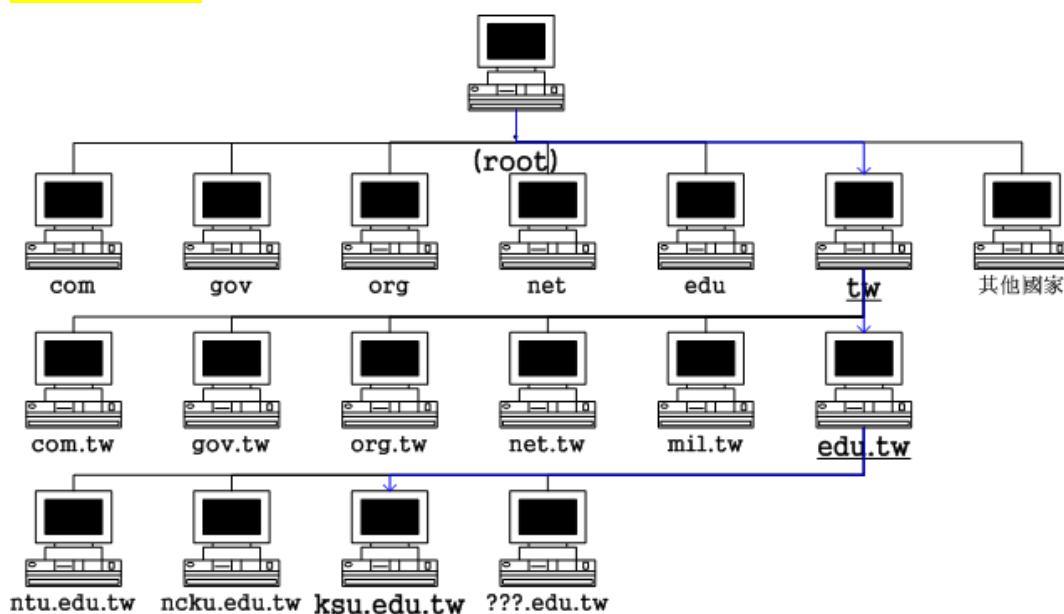 (root)
com gov org net edu tw 其他國家
com.tw gov.tw org.tw net.tw mil.tw edu.tw
ntu.edu.tw ncku.edu.tw ksu.edu.tw ???.edu.tw